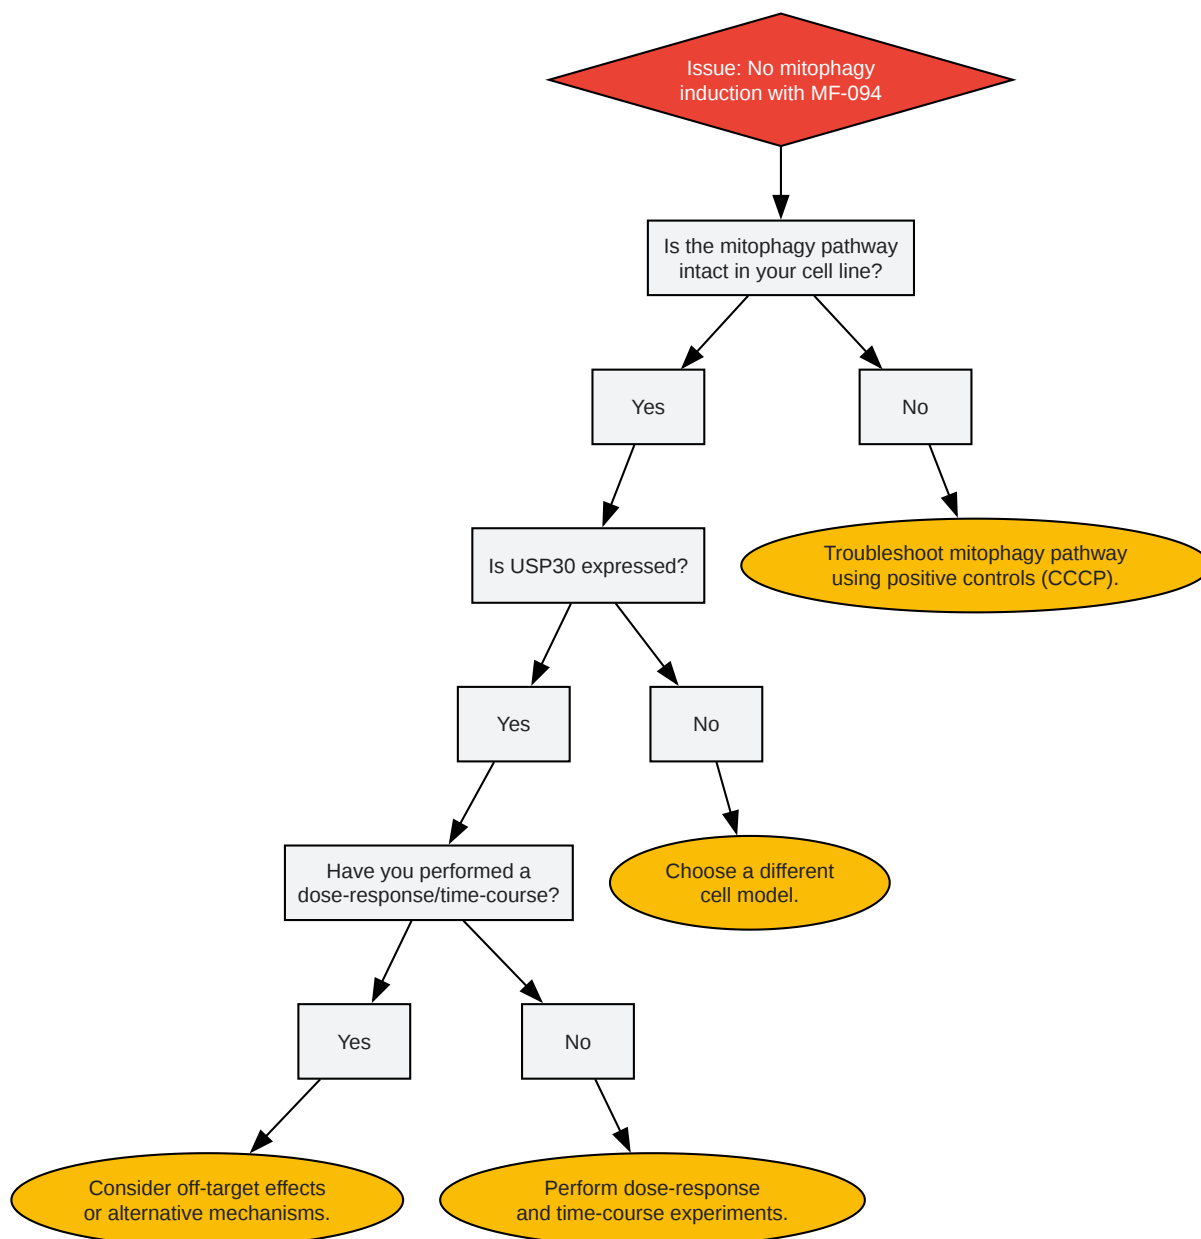 Issue: No mitophagy
induction with MF-094
Is the mitophagy pathway
intact in your cell line?
Yes
No
Is USP30 expressed?
Troubleshoot mitophagy pathway
using positive controls (CCCP).
Yes
No
Have you performed a
dose-response/time-course?
Choose a different
cell model.
Yes
No
Consider off-target effects
or alternative mechanisms.
Perform dose-response
and time-course experiments.